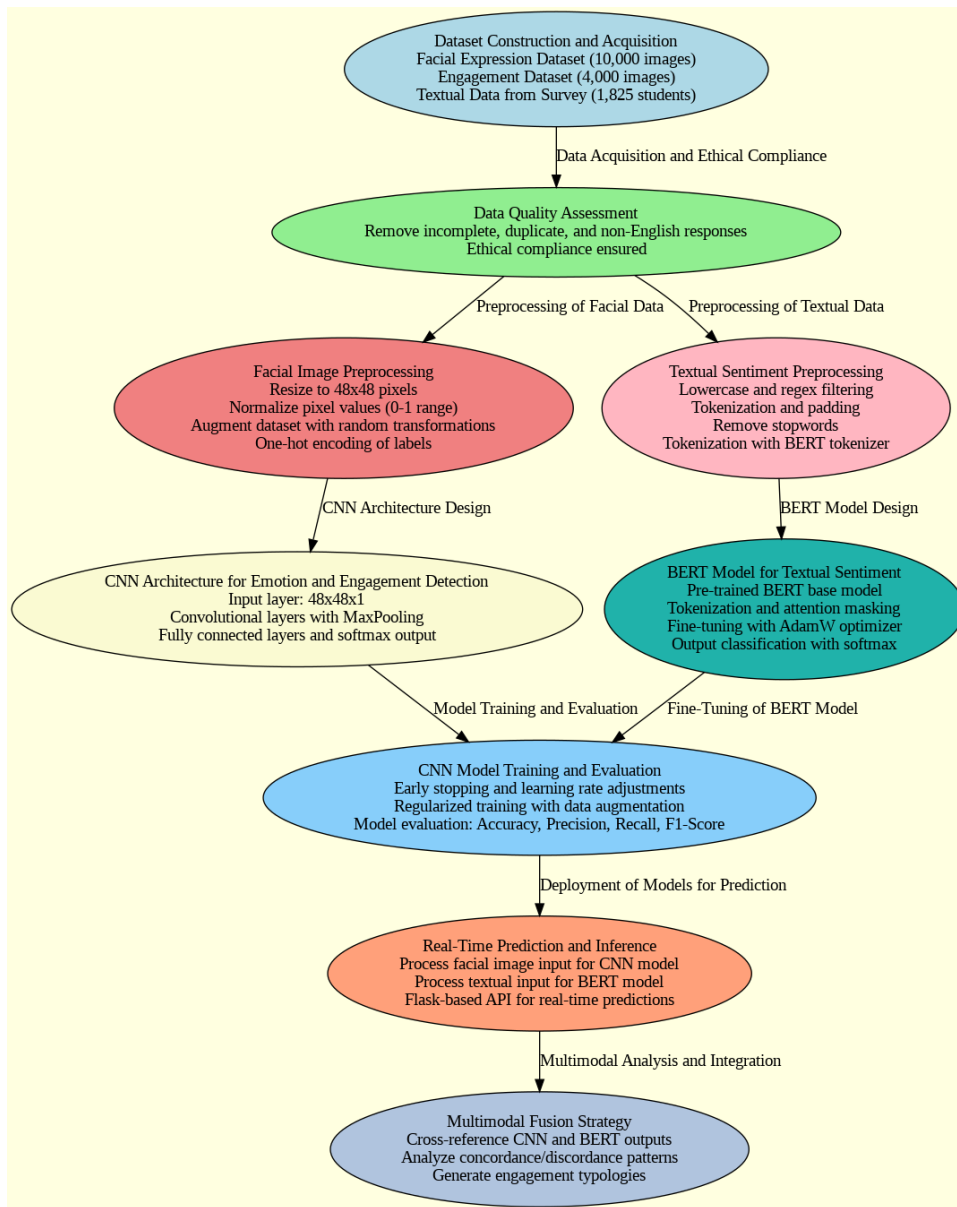 Dataset Construction and Acquisition
Facial Expression Dataset (10,000 images)
Engagement Dataset (4,000 images)
Textual Data from Survey (1,825 students)
Data Acquisition and Ethical Compliance
Data Quality Assessment
Remove incomplete, duplicate, and non-English responses
Ethical compliance ensured
Preprocessing of Facial Data
Preprocessing of Textual Data
Facial Image Preprocessing
Resize to 48x48 pixels
Normalize pixel values (0-1 range)
Augment dataset with random transformations
One-hot encoding of labels
Textual Sentiment Preprocessing
Lowercase and regex filtering
Tokenization and padding
Remove stopwords
Tokenization with BERT tokenizer
CNN Architecture Design
BERT Model Design
CNN Architecture for Emotion and Engagement Detection
Input layer: 48x48x1
Convolutional layers with MaxPooling
Fully connected layers and softmax output
BERT Model for Textual Sentiment
Pre-trained BERT base model
Tokenization and attention masking
Fine-tuning with AdamW optimizer
Output classification with softmax
Model Training and Evaluation
Fine-Tuning of BERT Model
CNN Model Training and Evaluation
Early stopping and learning rate adjustments
Regularized training with data augmentation
Model evaluation: Accuracy, Precision, Recall, F1-Score
Deployment of Models for Prediction
Real-Time Prediction and Inference
Process facial image input for CNN model
Process textual input for BERT model
Flask-based API for real-time predictions
Multimodal Analysis and Integration
Multimodal Fusion Strategy
Cross-reference CNN and BERT outputs
Analyze concordance/discordance patterns
Generate engagement typologies